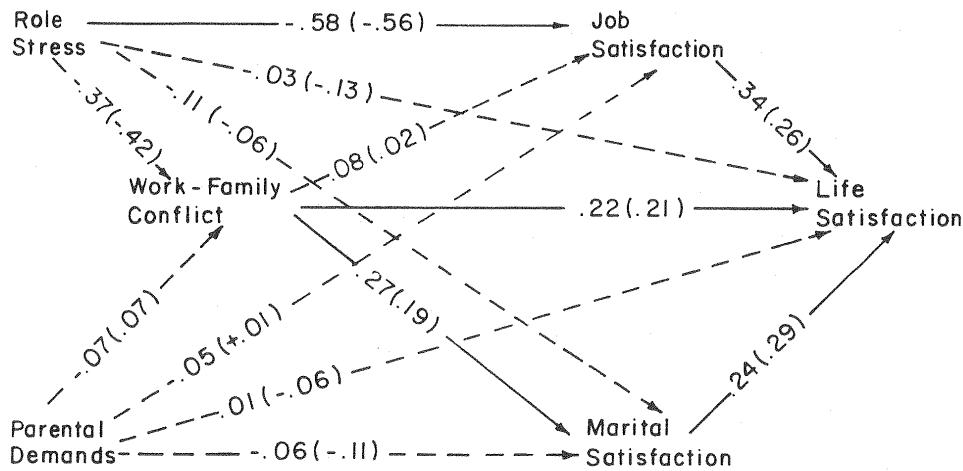 Role
Stress
-.58 (-.56)
Job
Satisfaction
.03 (-.13)
-.37(-.42)
-.11 (-.06)
.08(.02)
.34(.26)
Work-Family
Conflict
.22(.21)
Life
Satisfaction
.27(.19)
-.07(.07)
-.05(+.01)
.01(-.06)
.24(.29)
Parental
Demands
-.06(-.11)
Marital
Satisfaction